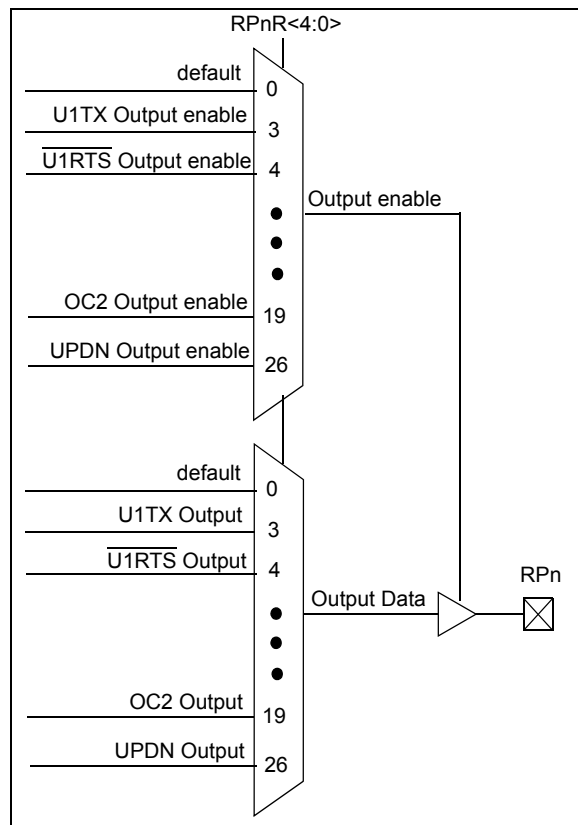 RPnR<4:0>
default
0
U1TX Output enable
3
U1RTS Output enable
4
Output enable
OC2 Output enable
19
UPDN Output enable
26
default
0
U1TX Output
3
U1RTS Output
4
Output Data
RPn
OC2 Output
19
UPDN Output
26